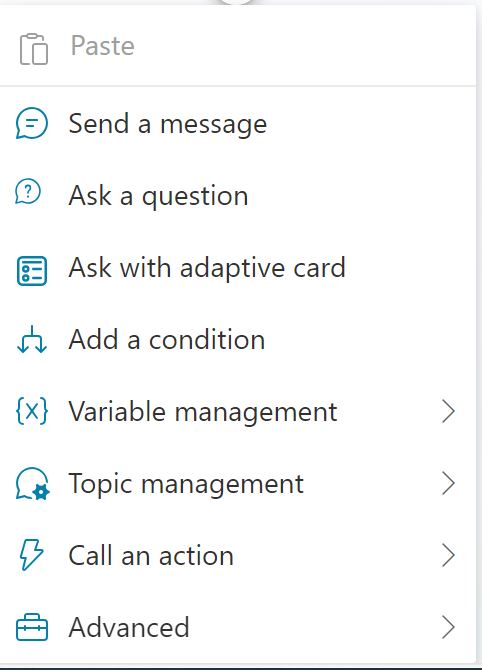 Paste
Send a message
Ask a question
Ask with adaptive card
Add a condition
{x} Variable management
Topic management
Call an action
Advanced